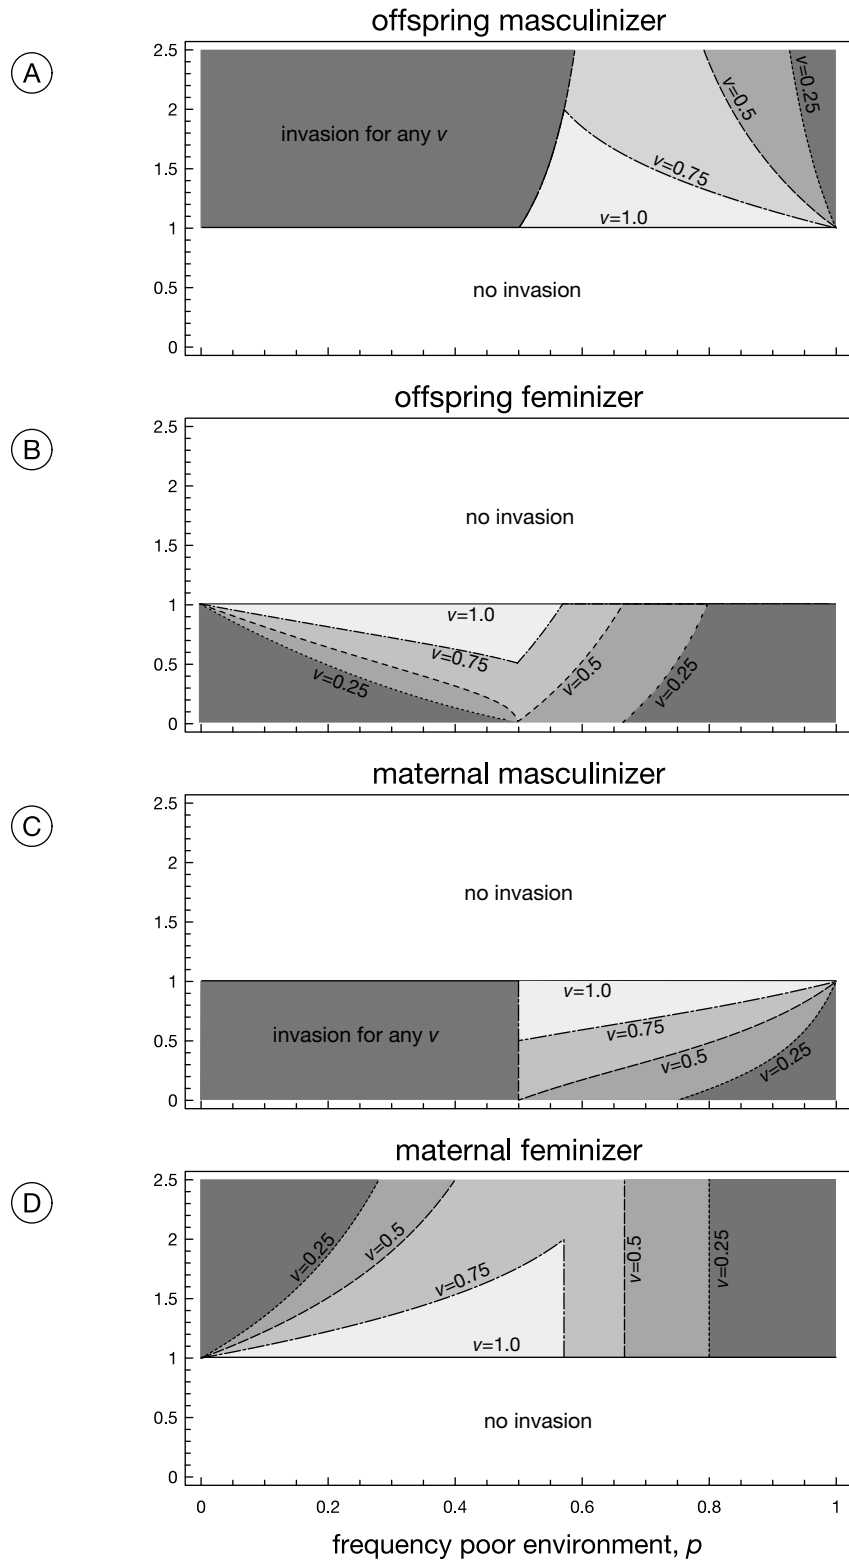 offspring masculinizer
A
2.5
2
1.5
1
0.5
0
invasion for any v
v=0.5
v=0.25
v=0.75
v=1.0
no invasion
offspring feminizer
B
2.5
2
1.5
1
0.5
0
no invasion
v=1.0
v=0.75
v=0.25
v=0.5
v=0.25
maternal masculinizer
C
2.5
2
1.5
1
0.5
0
no invasion
v=1.0
invasion for any v
v=0.75
v=0.5
v=0.25
maternal feminizer
D
2.5
2
1.5
1
0.5
0
v=0.25
v=0.5
v=0.75
v=0.5
v=0.25
v=1.0
no invasion
0 0.2 0.4 0.6 0.8 1
frequency poor environment, p